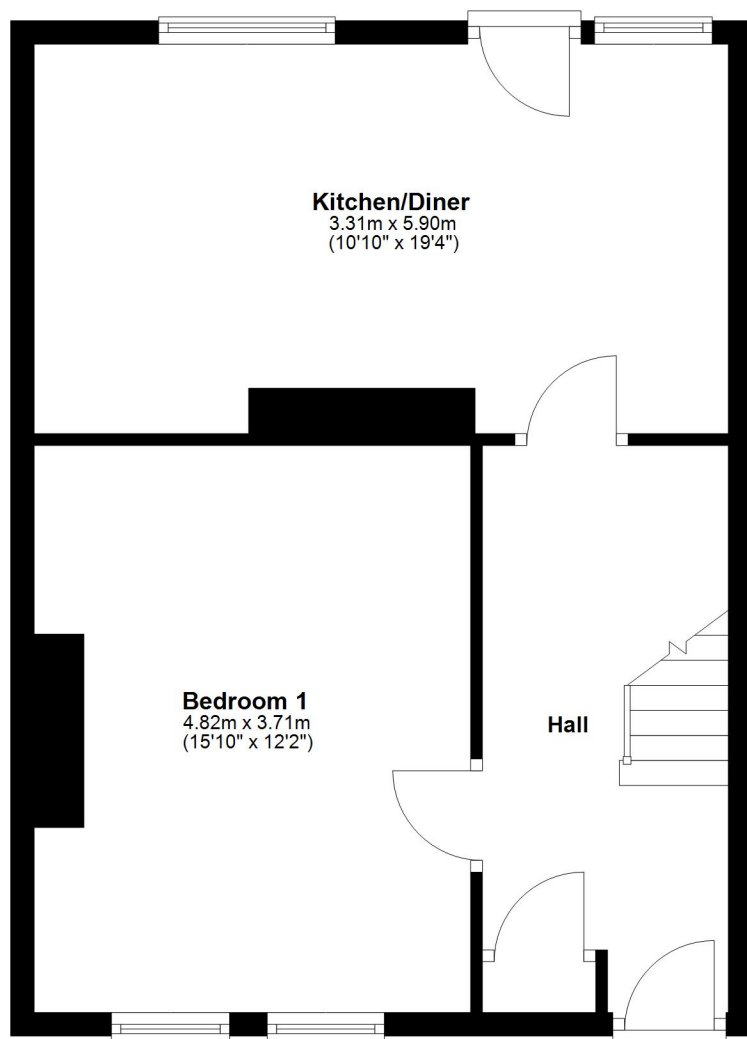 Kitchen/Diner
3.31m x 5.90m
(10'10" x 19'4")
Bedroom 1
4.82m x 3.71m
(15'10" x 12'2")
Hall